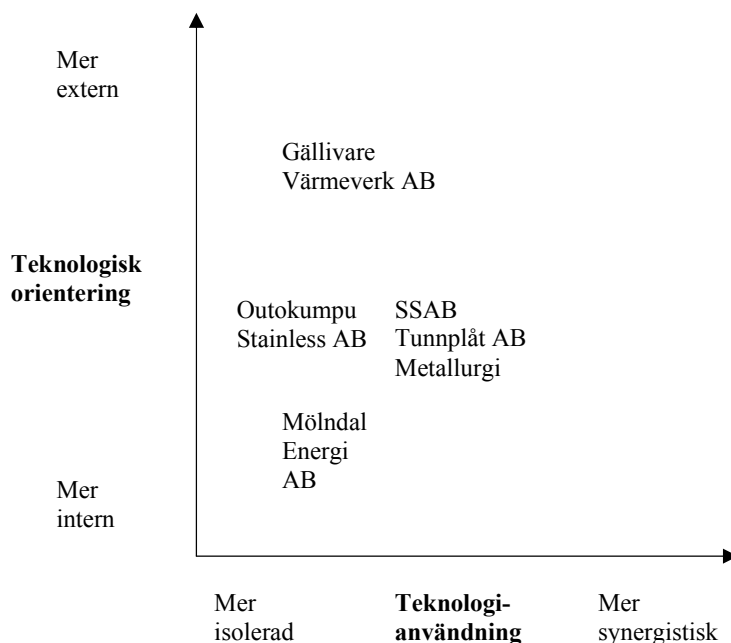 Mer
extern
Gällivare
Värmeverk AB
Teknologisk
orientering
Outokumpu
Stainless AB
SSAB
Tunnplåt AB
Metallurgi
Mölndal
Energi
AB
Mer
intern
Mer
isolerad
Teknologi-
användning
Mer
synergistisk